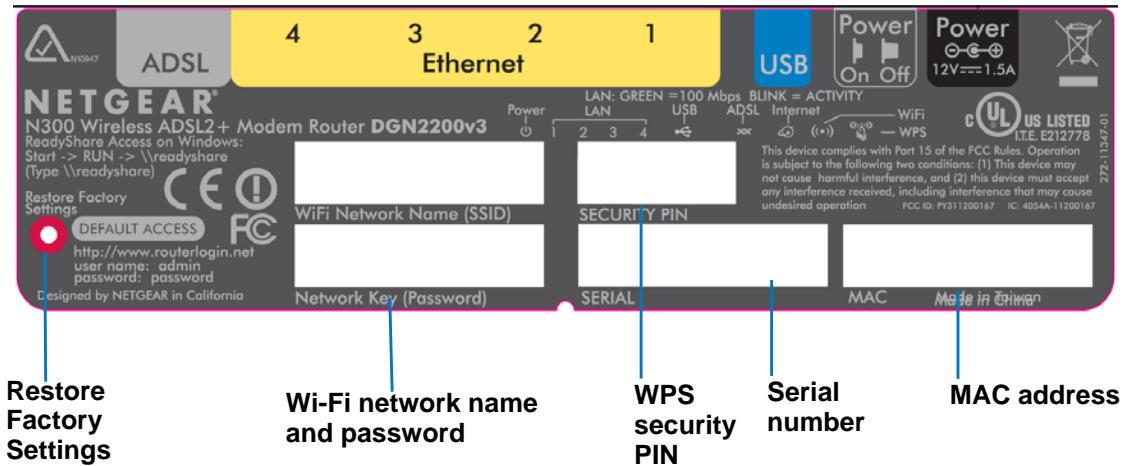 N10947
ADSL
4 3 2 1
Ethernet
USB
Power
On Off
Power
12V 1.5A
NETGEAR®
N300 Wireless ADSL2+ Modem Router DGN2200v3
ReadyShare Access on Windows:
Start -> RUN -> \\readyshare
(Type \\readyshare)
Restore Factory
Settings
DEFAULT ACCESS
http://www.routerlogin.net
user name: admin
password: password
Designed by NETGEAR in California
CE
FC
LAN: GREEN =100 Mbps BLINK = ACTIVITY
Power LAN USB ADSL Internet
1 2 3 4
WiFi
WPS
c UL US LISTED
I.T.E. E212778
This device complies with Part 15 of the FCC Rules. Operation
is subject to the following two conditions: (1) This device may
not cause harmful interference, and (2) this device must accept
any interference received, including interference that may cause
undesired operation FCC ID: PY311200167 IC: 4054A-11200167
272-11347-01
WiFi Network Name (SSID)
SECURITY PIN
Network Key (Password)
SERIAL
MAC
Made in Taiwan
Made in China
Restore
Factory
Settings
Wi-Fi network name
and password
WPS
security
PIN
Serial
number
MAC address